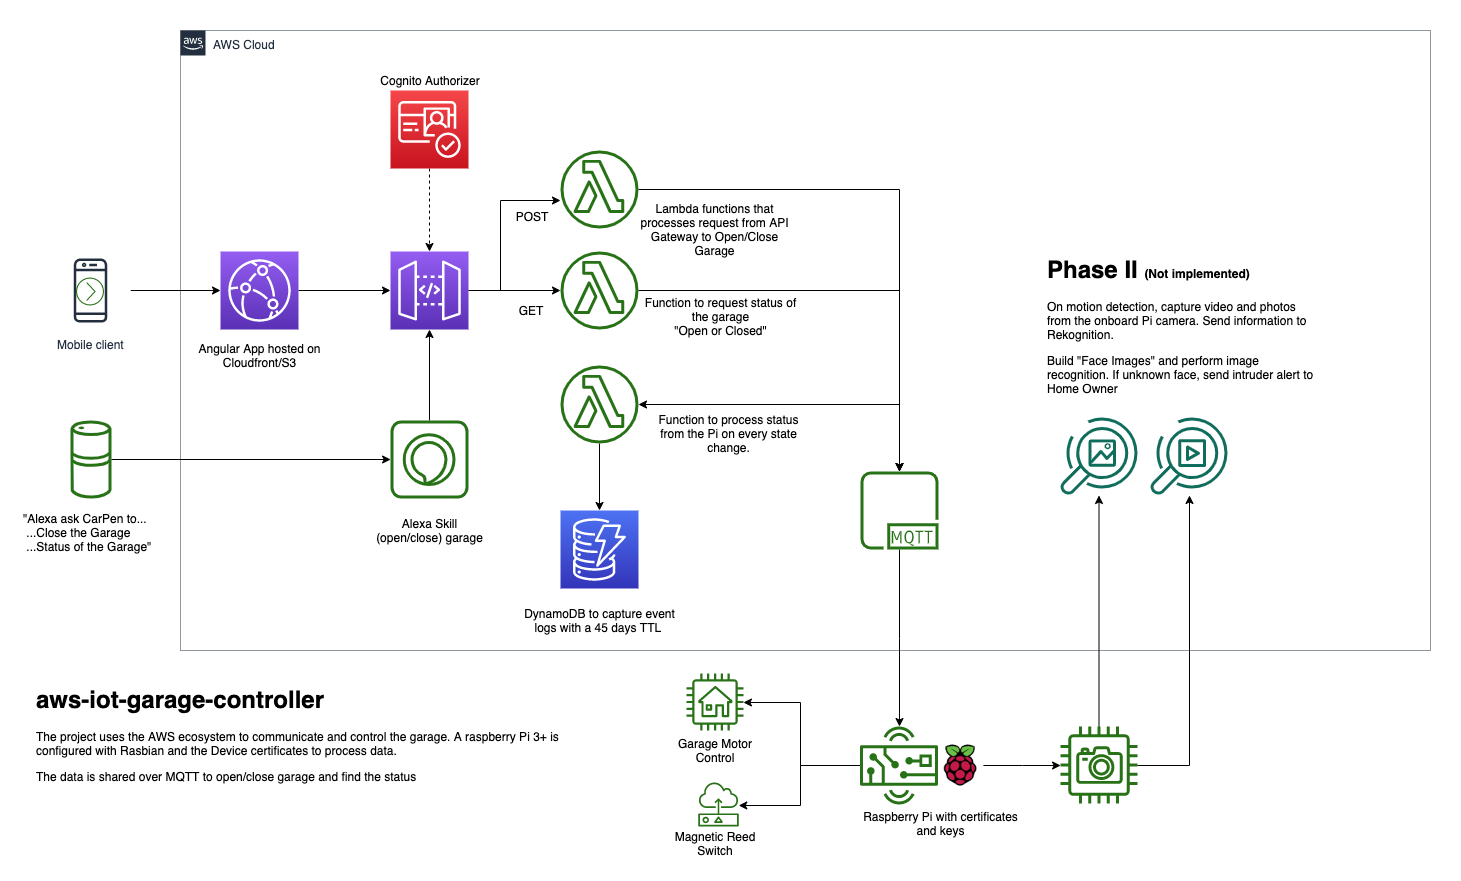 aws
AWS Cloud
Cognito Authorizer
POST
Lambda functions that
processes request from API
Gateway to Open/Close
Garage
GET
Function to request status of
the garage
"Open or Closed"
Mobile client
Angular App hosted on
Cloudfront/S3
Function to process status
from the Pi on every state
change.
"Alexa ask CarPen to...
...Close the Garage
...Status of the Garage"
Alexa Skill
(open/close) garage
MQTT
DynamoDB to capture event
logs with a 45 days TTL
Phase II (Not implemented)
On motion detection, capture video and photos
from the onboard Pi camera. Send information to
Rekognition.
Build "Face Images" and perform image
recognition. If unknown face, send intruder alert to
Home Owner
aws-iot-garage-controller
The project uses the AWS ecosystem to communicate and control the garage. A raspberry Pi 3+ is
configured with Rasbian and the Device certificates to process data.
The data is shared over MQTT to open/close garage and find the status
Garage Motor
Control
Magnetic Reed
Switch
Raspberry Pi with certificates
and keys